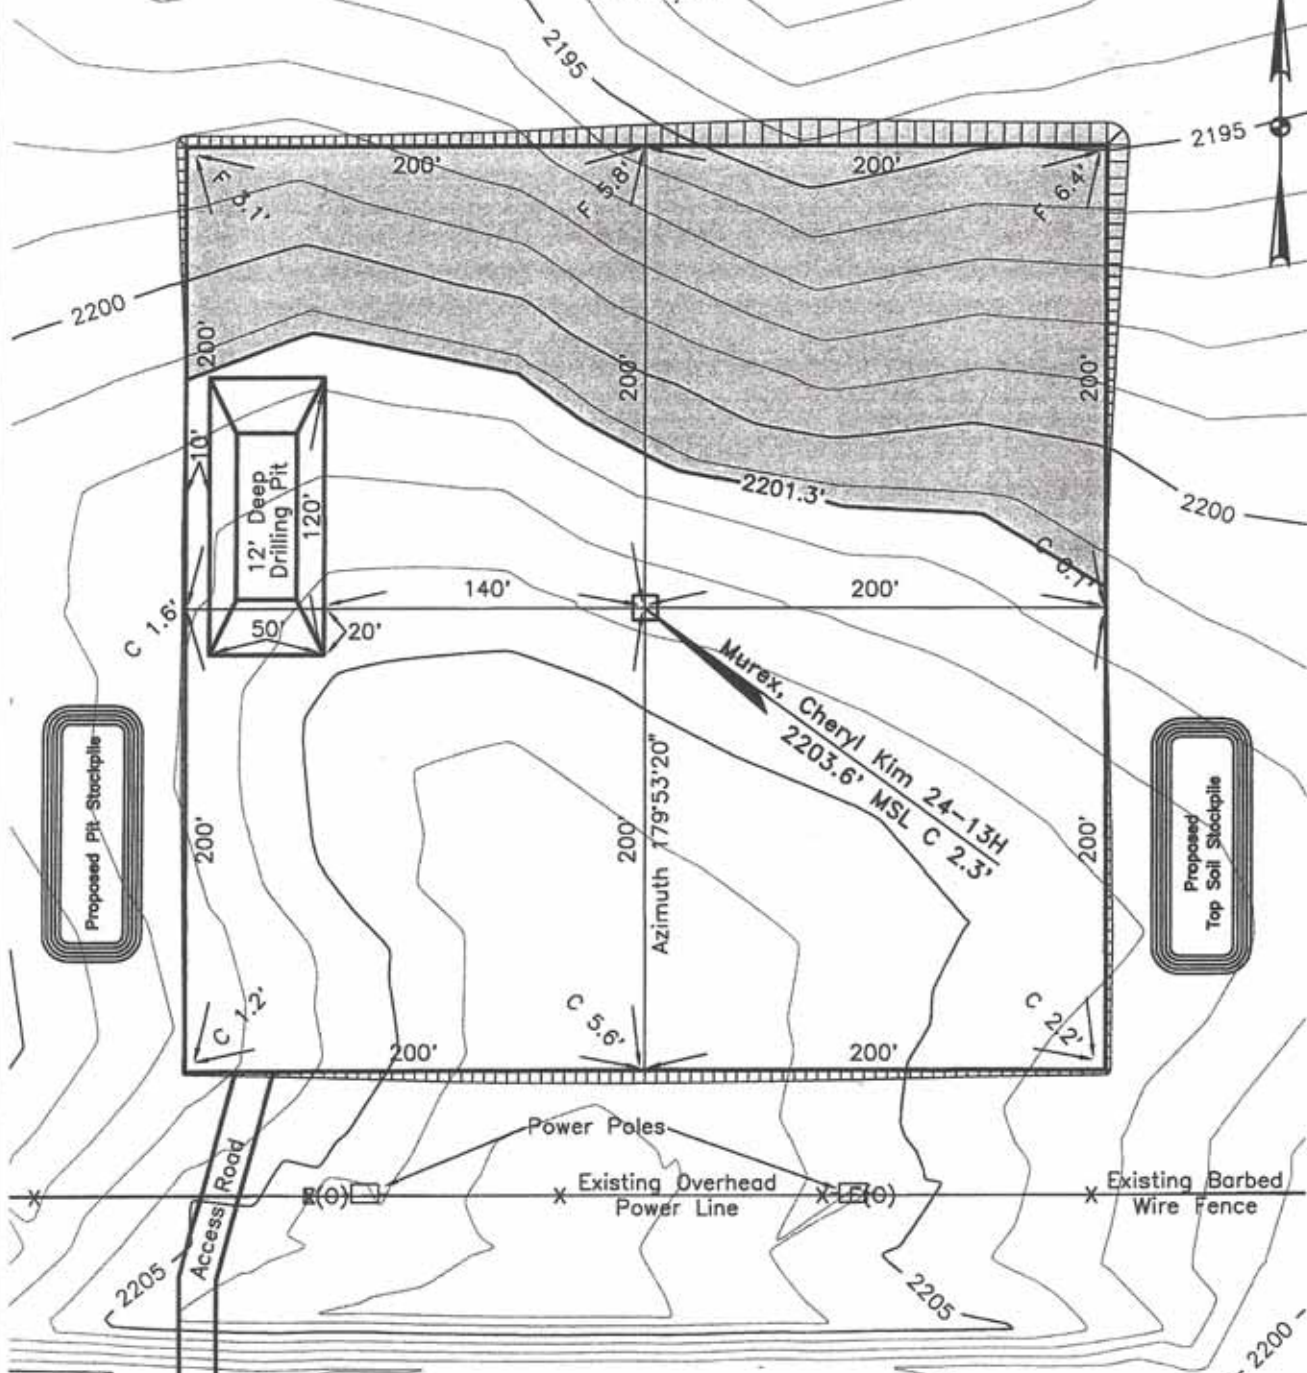 2195
2195
200'
200'
F 3.1'
F 5.8'
F 6.4'
2200
200'
200'
200'
10'
12' Deep
Drilling Pit
120'
2201.3'
2200
C 0.1'
140'
200'
C 1.6'
50'
20'
Murex, Cheryl Kim 24-13H
2203.6' MSL C 2.3'
Proposed Pit Stockpile
Proposed
Top Soil Stockpile
200'
200'
Azimuth 179°53'20"
200'
C 1.2'
C 5.6'
C 2.2'
200'
200'
Power Poles
Access Road
(O)
Existing Overhead
Power Line
X
X
X
X
(O)
Existing Barbed
Wire Fence
2205
2205
2200